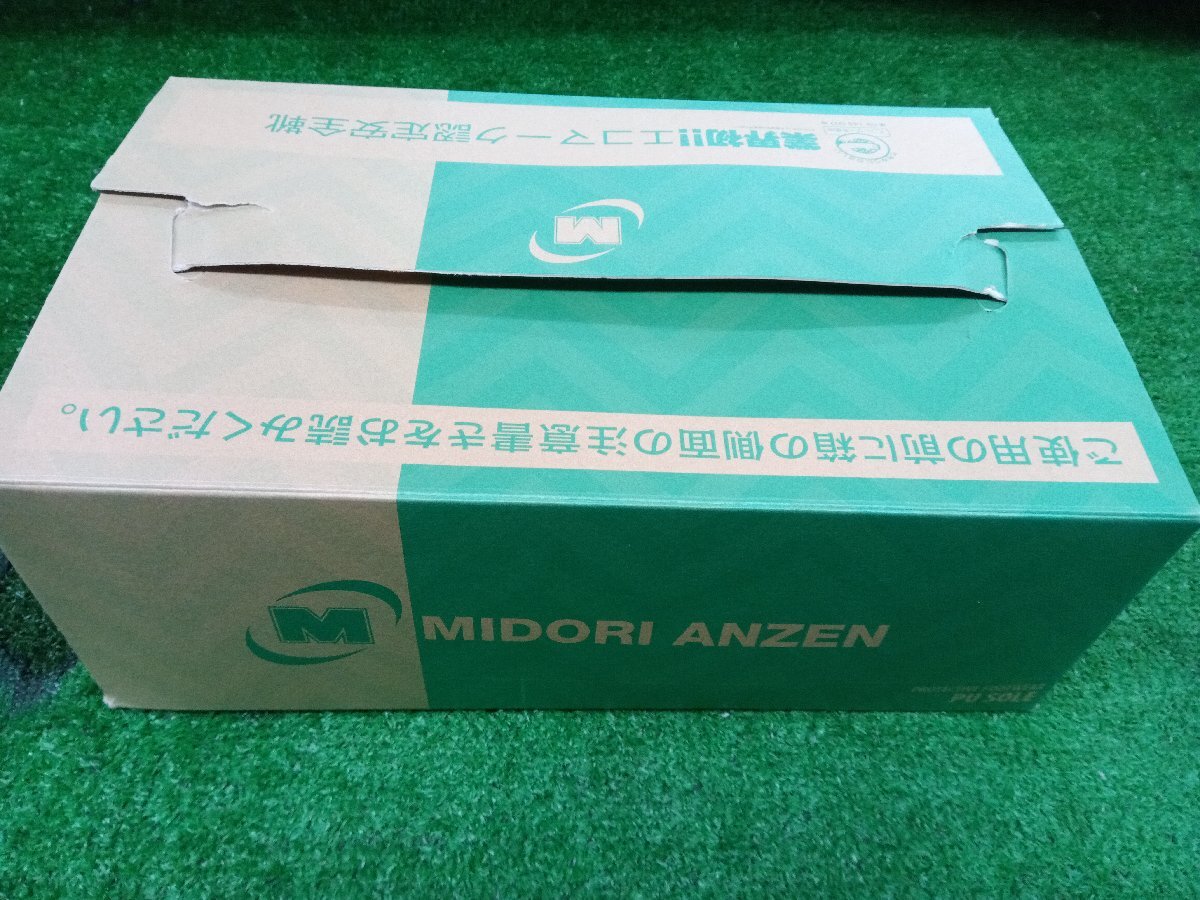 業界初!!エコマーク認定安全靴
M
ご使用の前に箱の側面の注意書きをお読みください。
M MIDORI ANZEN
PU SOLE